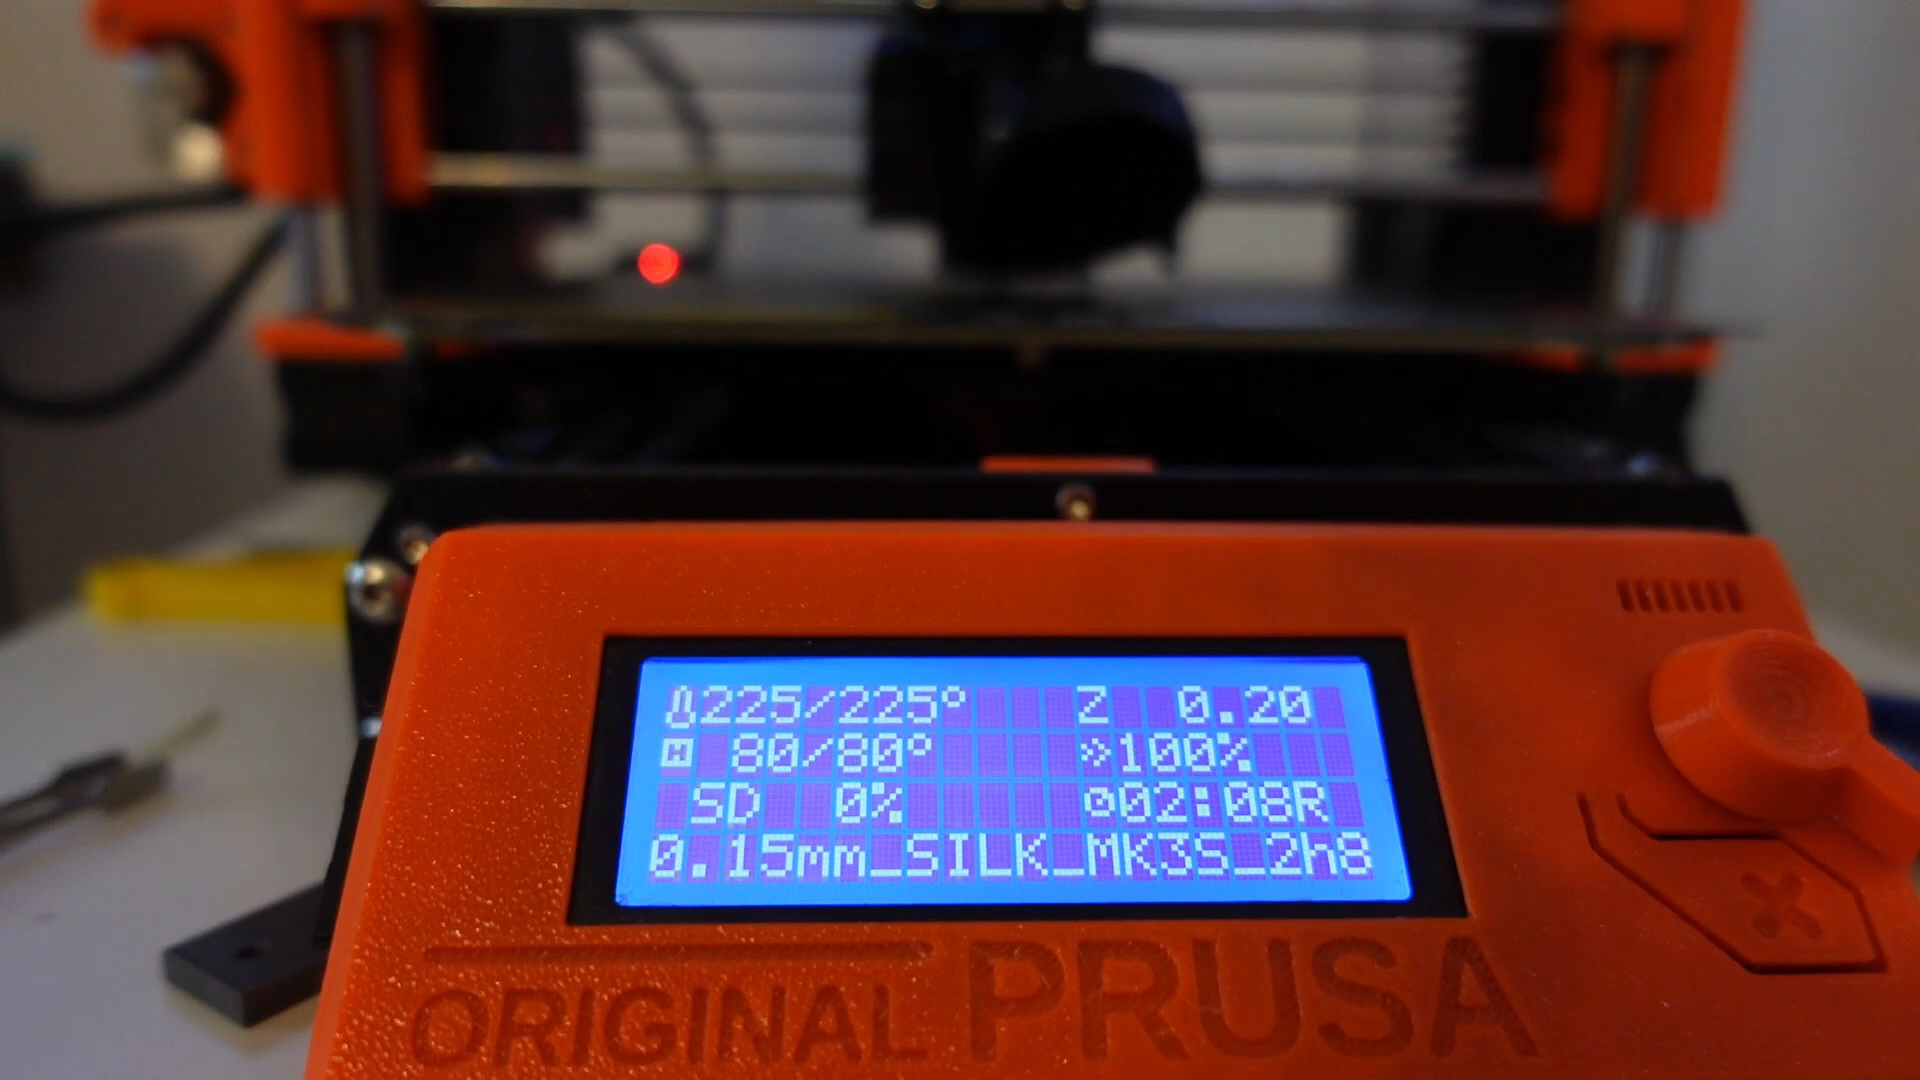 225/225° Z 0.20
80/80° 100%
SD 0% 02:08R
0.15mm_SILK_MK3S_2h8
ORIGINAL PRUSA